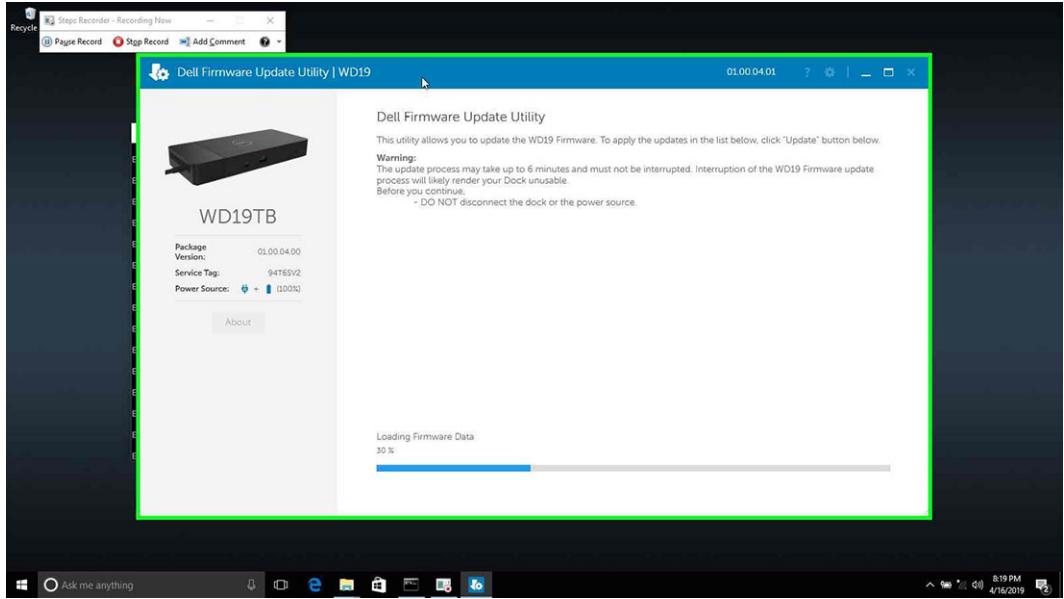 Recycle
Steps Recorder - Recording Now
Pause Record Stop Record Add Comment
Dell Firmware Update Utility | WD19 01.00.04.01
Dell Firmware Update Utility
This utility allows you to update the WD19 Firmware. To apply the updates in the list below, click "Update" button below.
Warning:
The update process may take up to 6 minutes and must not be interrupted. Interruption of the WD19 Firmware update
process will likely render your Dock unusable.
Before you continue,
- DO NOT disconnect the dock or the power source.
WD19TB
Package
Version: 01.00.04.00
Service Tag: 94T6SV2
Power Source: + (100%)
About
Loading Firmware Data
30 %
Ask me anything
8:19 PM
4/16/2019